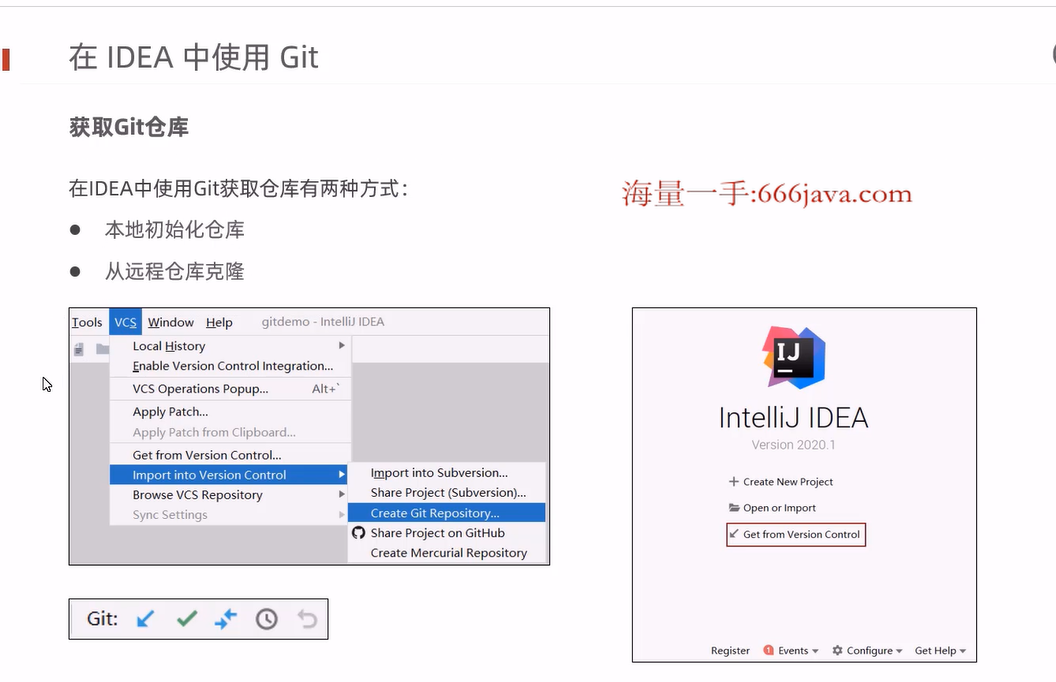 在 IDEA 中使用 Git
获取Git仓库
在IDEA中使用Git获取仓库有两种方式：
● 本地初始化仓库
● 从远程仓库克隆
海量一手:666java.com
Tools VCS Window Help gitdemo - IntelliJ IDEA
Local History
Enable Version Control Integration...
VCS Operations Popup... Alt+`
Apply Patch...
Apply Patch from Clipboard...
Get from Version Control...
Import into Version Control
Browse VCS Repository
Sync Settings
Import into Subversion...
Share Project (Subversion)...
Create Git Repository...
Share Project on GitHub
Create Mercurial Repository
Git:
IJ
IntelliJ IDEA
Version 2020.1
Create New Project
Open or Import
Get from Version Control
Register 1 Events Configure Get Help